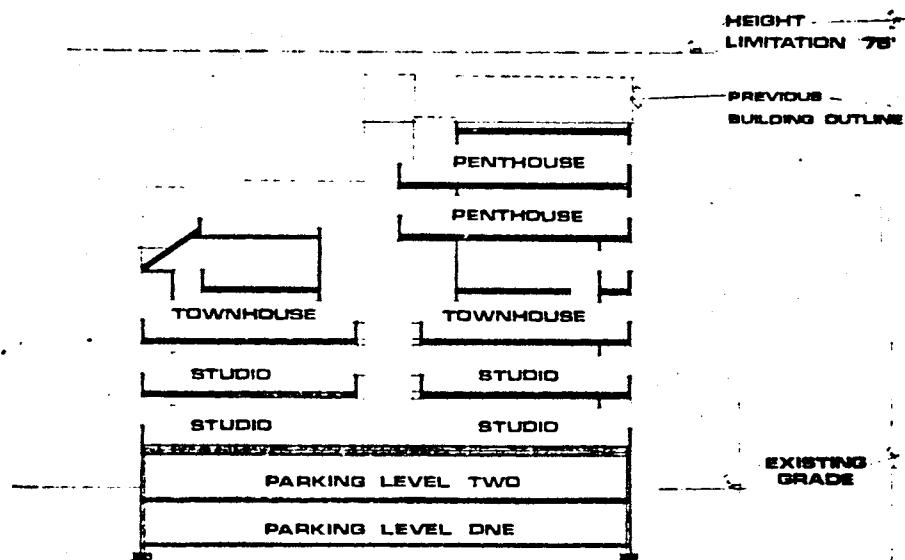 HEIGHT
LIMITATION 75'
PREVIOUS
BUILDING OUTLINE
PENTHOUSE
PENTHOUSE
TOWNHOUSE TOWNHOUSE
STUDIO STUDIO
STUDIO STUDIO
EXISTING
GRADE
PARKING LEVEL TWO
PARKING LEVEL ONE